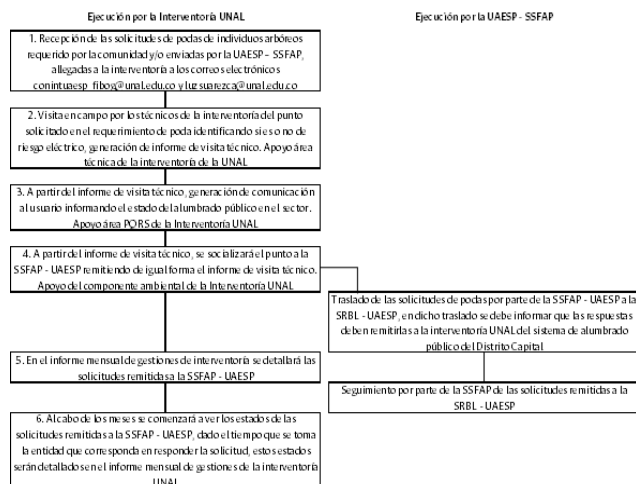 Ejecución por la Interventoría UNAL
Ejecución por la UAESP - SSFAP
1. Recepción de las solicitudes de podas de individuos arbóreos
requerido por la comunidad y/o enviadas por la UAESP – SSFAP,
allegadas a la interventoría a los correos electrónicos
conintuaesp_fibog@unal.edu.co y luzsuarezca@unal.edu.co
2. Visita en campo por los técnicos de la interventoría del punto
solicitado en el requerimiento de poda identificando si es o no de
riesgo eléctrico, generación de informe de visita técnico. Apoyo área
técnica de la interventoría de la UNAL
3. A partir del informe de visita técnico, generación de comunicación
al usuario informando el estado del alumbrado público en el sector.
Apoyo área PQRS de la Interventoría UNAL
4. A partir del informe de visita técnico, se socializará el punto a la
SSFAP - UAESP remitiendo de igual forma el informe de visita técnico.
Apoyo del componente ambiental de la Interventoría UNAL
Traslado de las solicitudes de podas por parte de la SSFAP - UAESP a la
SRBL - UAESP, en dicho traslado se debe informar que las respuestas
deben remitirlas a la interventoría UNAL del sistema de alumbrado
público del Distrito Capital
5. En el informe mensual de gestiones de interventoría se detallará las
solicitudes remitidas a la SSFAP - UAESP
Seguimiento por parte de la SSFAP de las solicitudes remitidas a la
SRBL - UAESP
6. Al cabo de los meses se comenzará a ver los estados de las
solicitudes remitidas a la SSFAP - UAESP, dado el tiempo que se toma
la entidad que corresponda en responder la solicitud, estos estados
serán detallados en el informe mensual de gestiones de la interventoría
UNAL